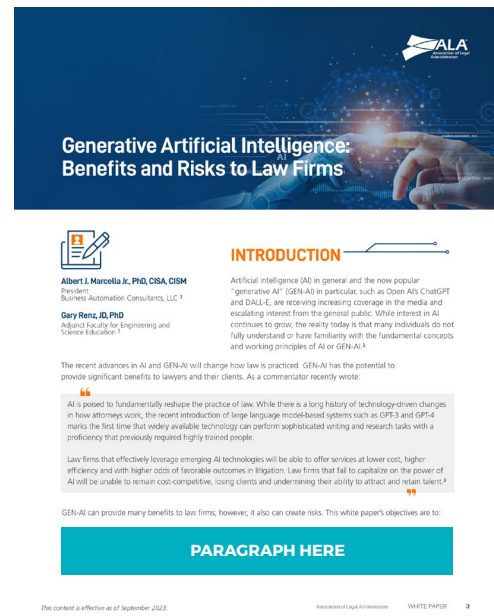 ALA®
Association of Legal
Administrators
Generative Artificial Intelligence:
Benefits and Risks to Law Firms
AI
INTRODUCTION
Albert J. Marcella Jr., PhD, CISA, CISM
President
Business Automation Consultants, LLC
Gary Renz, JD, PhD
Adjunct Faculty for Engineering and
Science Education
Artificial intelligence (AI) in general and the now popular
"generative AI" (GEN-AI) in particular, such as Open AI's ChatGPT
and DALL-E, are receiving increasing coverage in the media and
escalating interest from the general public. While interest in AI
continues to grow, the reality today is that many individuals do not
fully understand or have familiarity with the fundamental concepts
and working principles of AI or GEN-AI.²
The recent advances in AI and GEN-AI will change how law is practiced. GEN-AI has the potential to
provide significant benefits to lawyers and their clients. As a commentator recently wrote:
“
AI is poised to fundamentally reshape the practice of law. While there is a long history of technology-driven changes
in how attorneys work, the recent introduction of large language model-based systems such as GPT-3 and GPT-4
marks the first time that widely available technology can perform sophisticated writing and research tasks with a
proficiency that previously required highly trained people.
Law firms that effectively leverage emerging AI technologies will be able to offer services at lower cost, higher
efficiency and with higher odds of favorable outcomes in litigation. Law firms that fail to capitalize on the power of
AI will be unable to remain cost-competitive, losing clients and undermining their ability to attract and retain talent.
”
GEN-AI can provide many benefits to law firms; however, it also can create risks. This white paper's objectives are to:
PARAGRAPH HERE
This content is effective as of September 2023.
Association of Legal Administrators WHITE PAPER 3